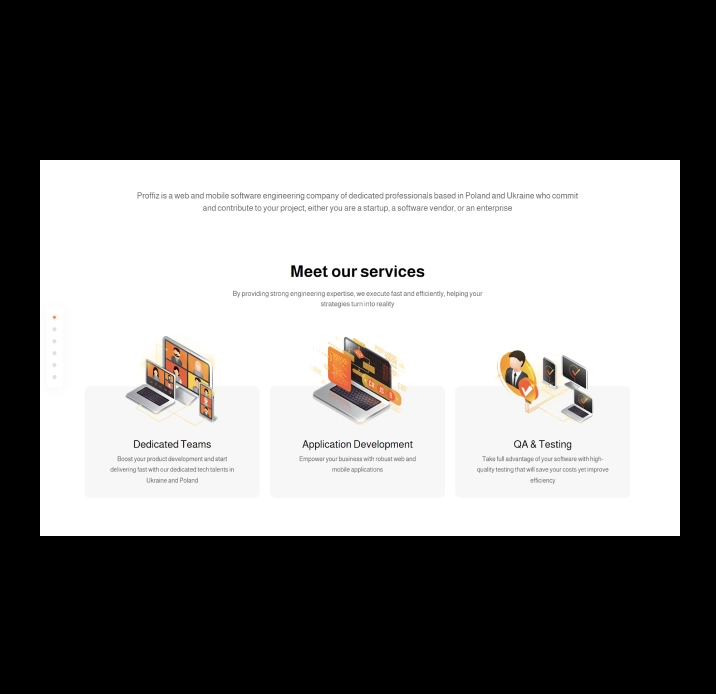 Proffiz is a web and mobile software engineering company of dedicated professionals based in Poland and Ukraine who commit
and contribute to your project, either you are a startup, a software vendor, or an enterprise
Meet our services
By providing strong engineering expertise, we execute fast and efficiently, helping your
strategies turn into reality
Dedicated Teams
Boost your product development and start
delivering fast with our dedicated tech talents in
Ukraine and Poland
Application Development
Empower your business with robust web and
mobile applications
QA & Testing
Take full advantage of your software with high-
quality testing that will save your costs yet improve
efficiency